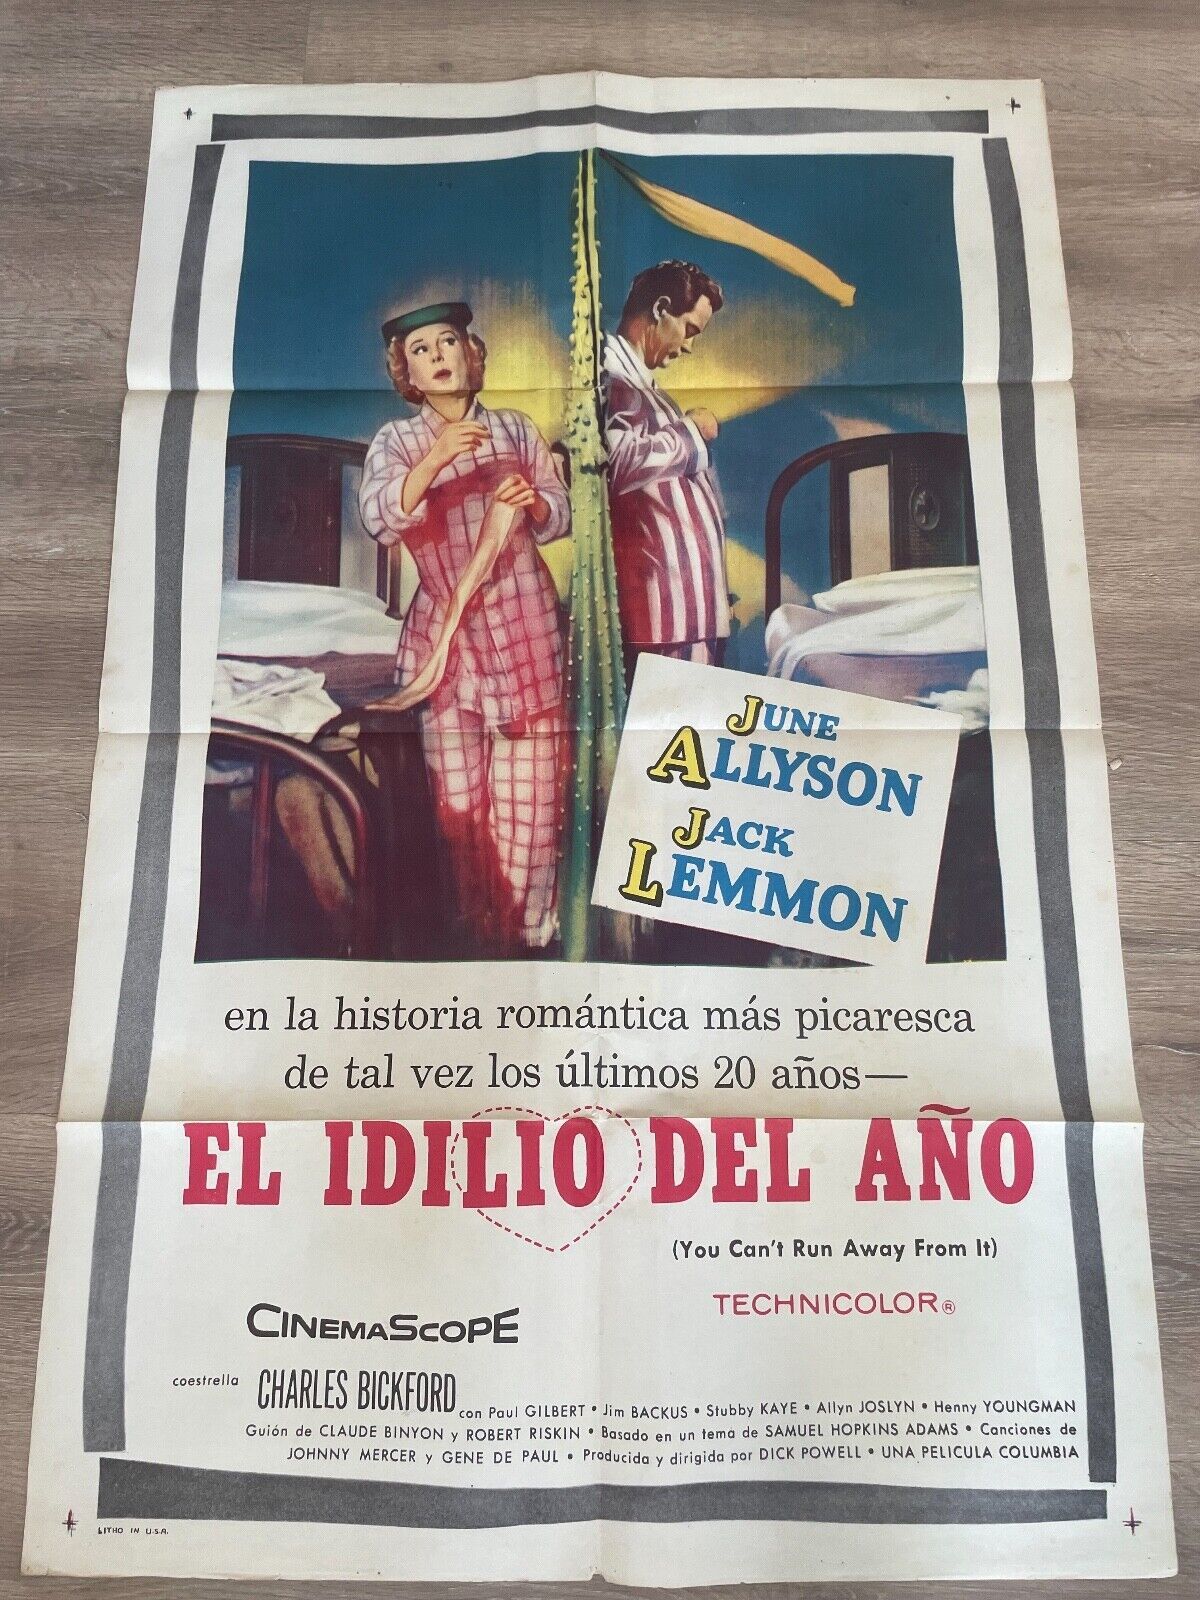 JUNE
ALLYSON
JACK
LEMMON
en la historia romántica más picaresca
de tal vez los últimos 20 años—
EL IDILIO DEL AÑO
(You Can't Run Away From It)
TECHNICOLOR®
CINEMASCOPE
coestrella CHARLES BICKFORD con Paul GILBERT • Jim BACKUS • Stubby KAYE • Allyn JOSLYN • Henny YOUNGMAN
Guión de CLAUDE BINYON y ROBERT RISKIN • Basado en un tema de SAMUEL HOPKINS ADAMS • Canciones de
JOHNNY MERCER y GENE DE PAUL • Producida y dirigida por DICK POWELL • UNA PELICULA COLUMBIA
LITHO IN U.S.A.